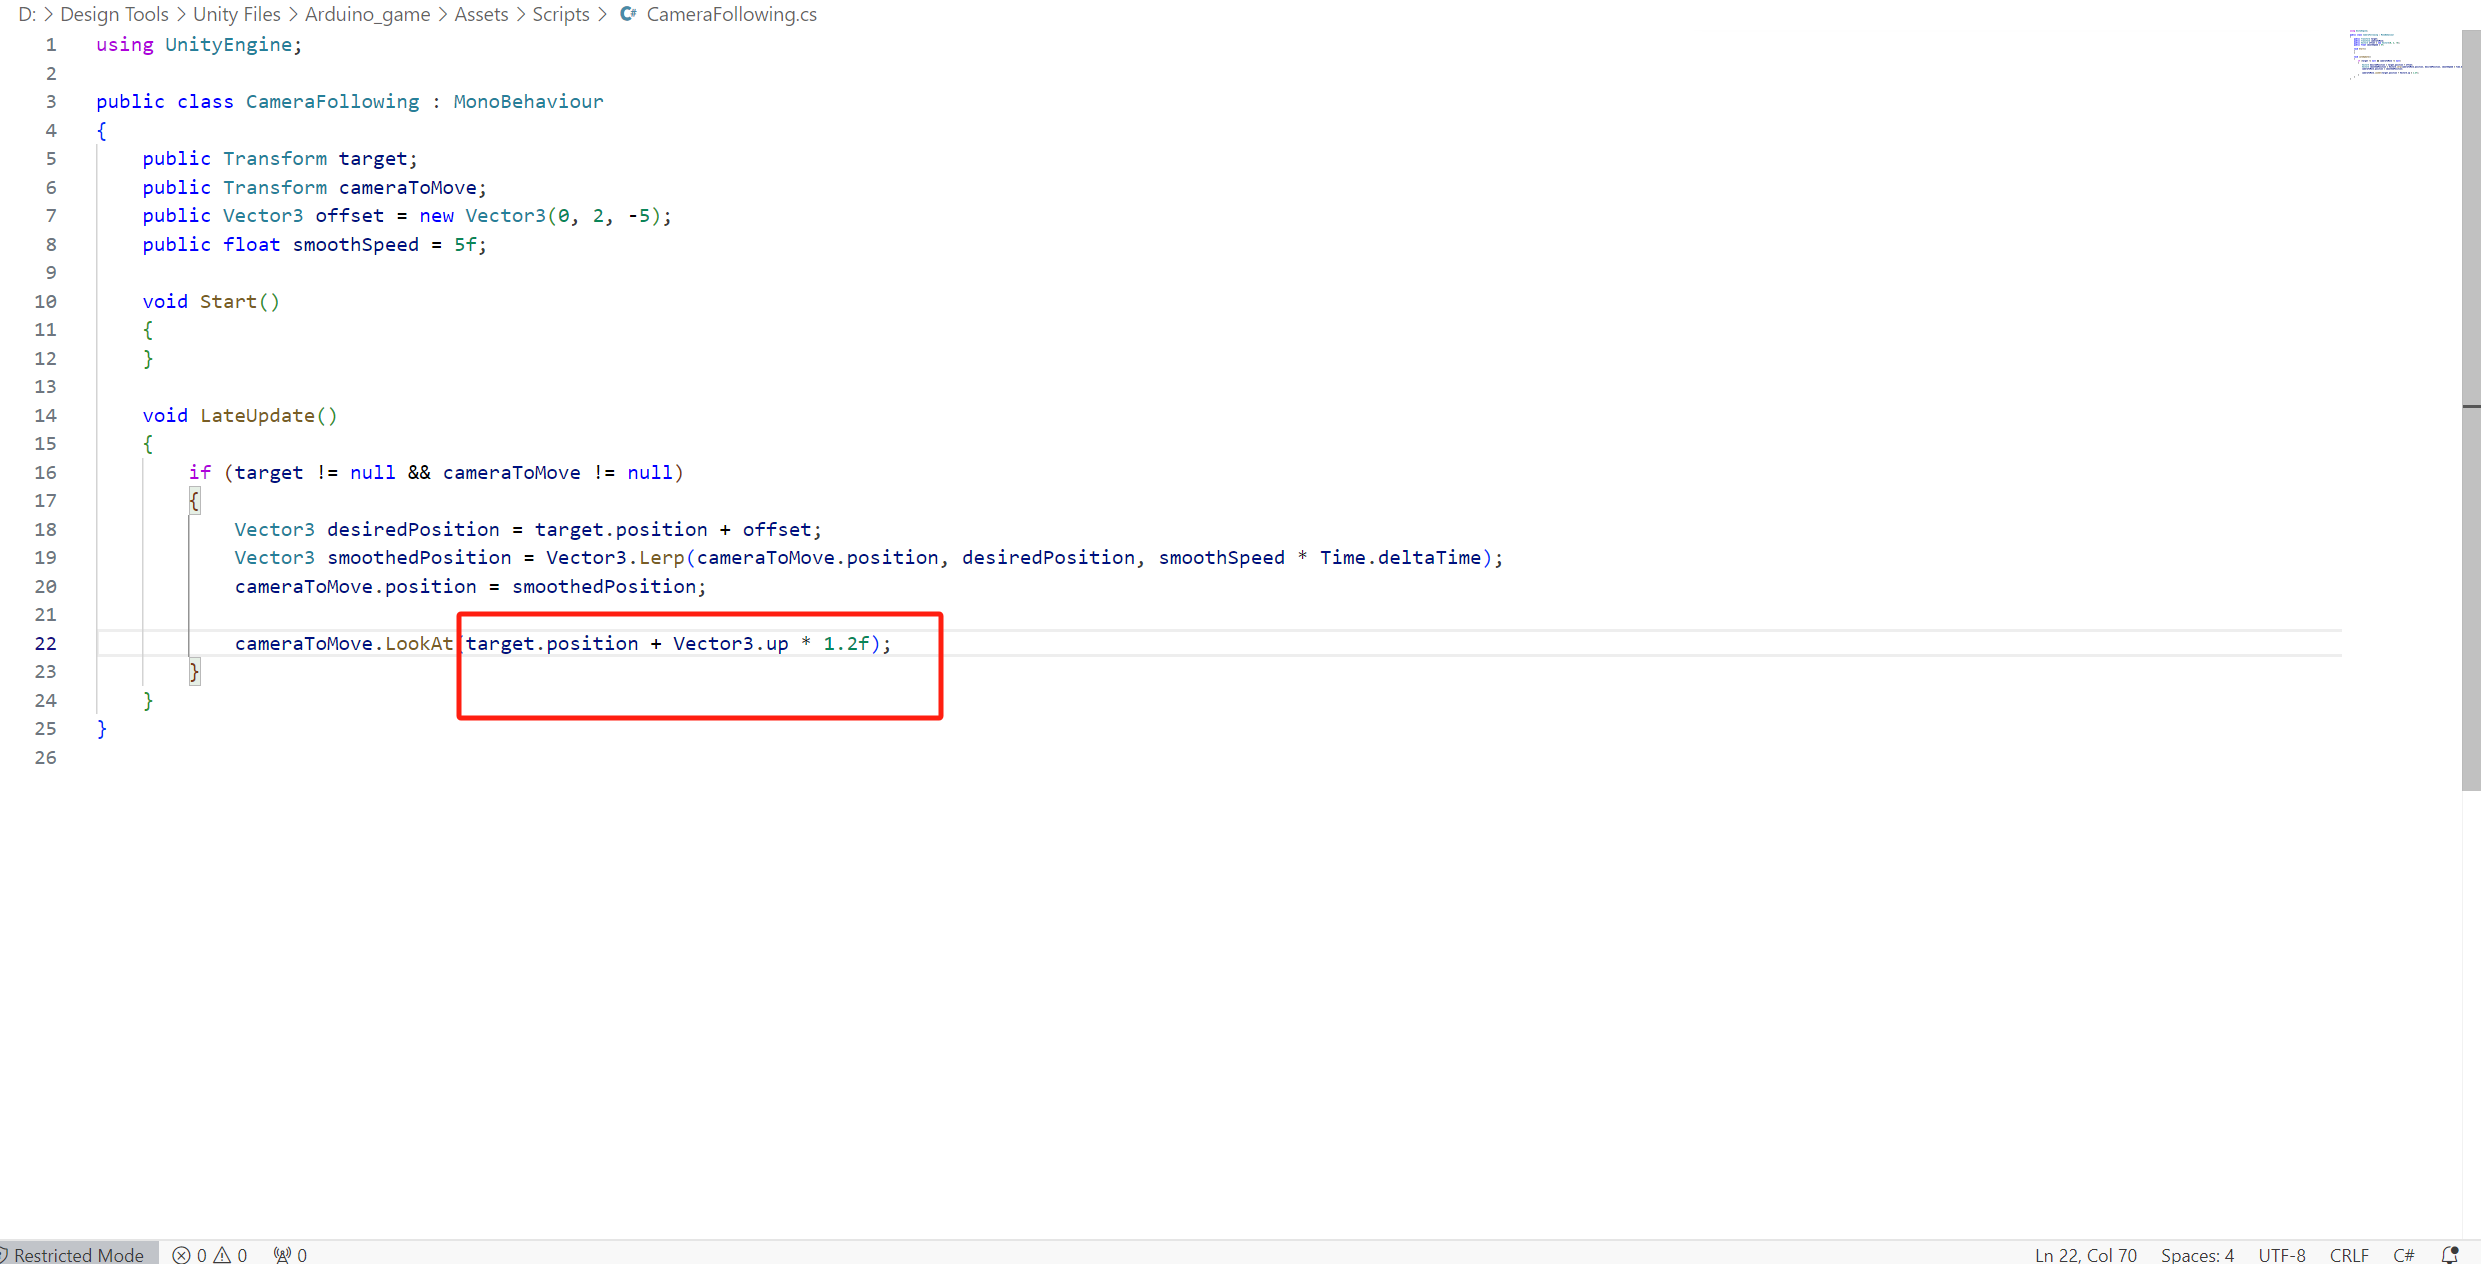 D: > Design Tools > Unity Files > Arduino_game > Assets > Scripts > C# CameraFollowing.cs
1 using UnityEngine;
2
3 public class CameraFollowing : MonoBehaviour
4 {
5     public Transform target;
6     public Transform cameraToMove;
7     public Vector3 offset = new Vector3(0, 2, -5);
8     public float smoothSpeed = 5f;
9
10     void Start()
11     {
12     }
13
14     void LateUpdate()
15     {
16         if (target != null && cameraToMove != null)
17         {
18             Vector3 desiredPosition = target.position + offset;
19             Vector3 smoothedPosition = Vector3.Lerp(cameraToMove.position, desiredPosition, smoothSpeed * Time.deltaTime);
20             cameraToMove.position = smoothedPosition;
21
22             cameraToMove.LookAt(target.position + Vector3.up * 1.2f);
23         }
24     }
25 }
26
Restricted Mode 0 0 0 Ln 22, Col 70 Spaces: 4 UTF-8 CRLF C#